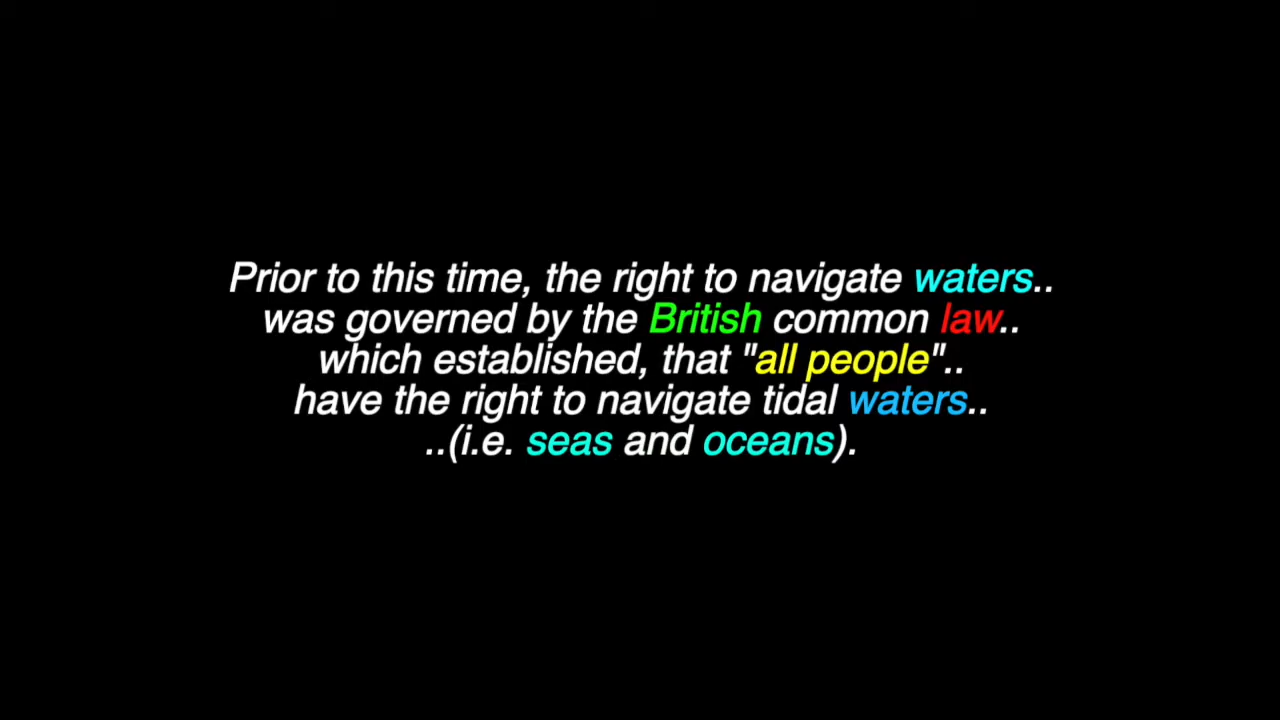 Prior to this time, the right to navigate waters..
was governed by the British common law..
which established, that "all people"..
have the right to navigate tidal waters..
..(i.e. seas and oceans).